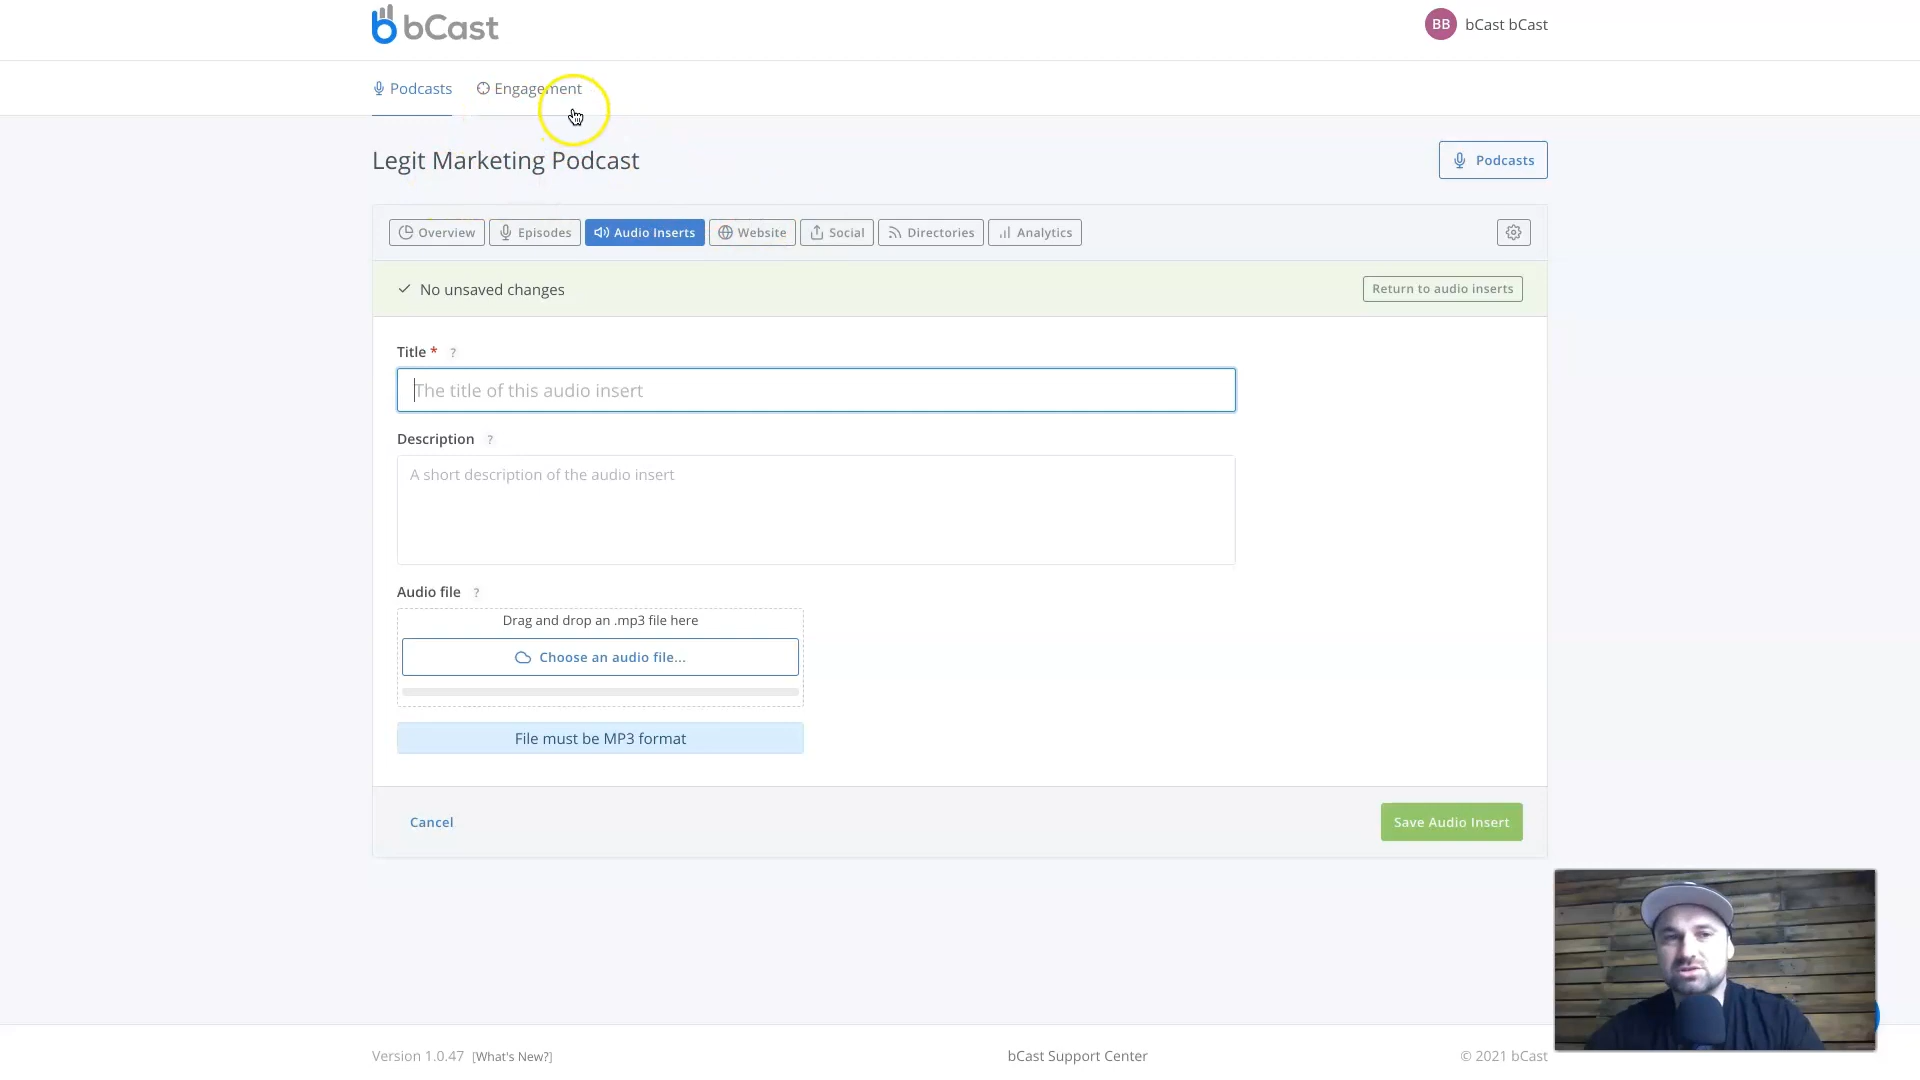 bCast
BB bCast bCast
Podcasts Engagement
Legit Marketing Podcast
Podcasts
Overview Episodes Audio Inserts Website Social Directories Analytics
No unsaved changes
Return to audio inserts
Title * ?
The title of this audio insert
Description ?
A short description of the audio insert
Audio file ?
Drag and drop an .mp3 file here
Choose an audio file...
File must be MP3 format
Cancel
Save Audio Insert
Version 1.0.47 [What's New?]
bCast Support Center
© 2021 bCast